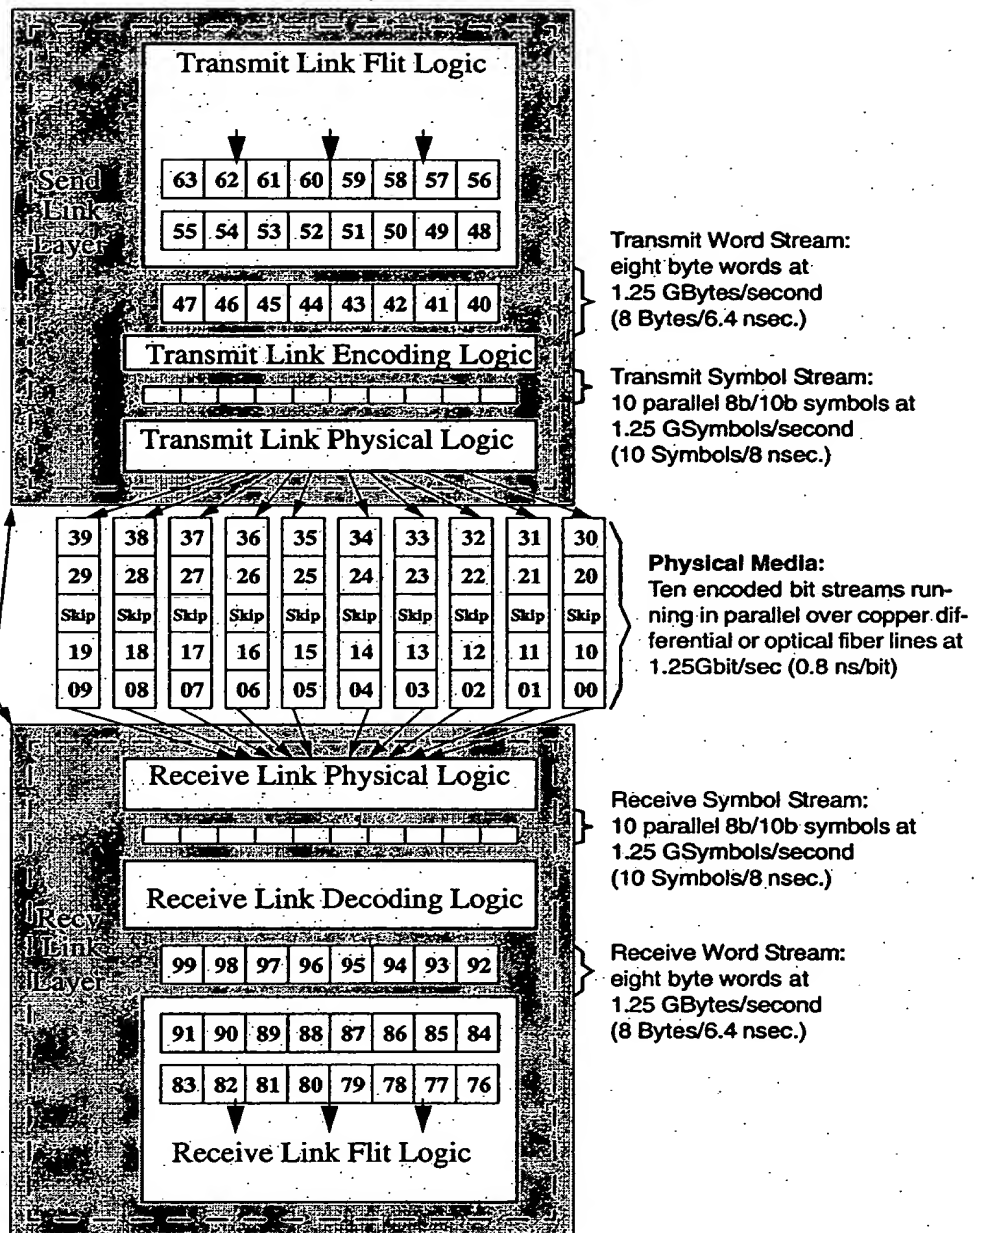 Transmit Link Flit Logic
63 62 61 60 59 58 57 56
Send
Link
Layer
55 54 53 52 51 50 49 48
Transmit Word Stream:
eight byte words at
1.25 GBytes/second
(8 Bytes/6.4 nsec.)
47 46 45 44 43 42 41 40
Transmit Link Encoding Logic
Transmit Symbol Stream:
10 parallel 8b/10b symbols at
1.25 GSymbols/second
(10 Symbols/8 nsec.)
Transmit Link Physical Logic
39 38 37 36 35 34 33 32 31 30
29 28 27 26 25 24 23 22 21 20
Skip Skip Skip Skip Skip Skip Skip Skip Skip Skip
19 18 17 16 15 14 13 12 11 10
09 08 07 06 05 04 03 02 01 00
Physical Media:
Ten encoded bit streams run-
ning in parallel over copper dif-
ferential or optical fiber lines at
1.25Gbit/sec (0.8 ns/bit)
Receive Link Physical Logic
Receive Symbol Stream:
10 parallel 8b/10b symbols at
1.25 GSymbols/second
(10 Symbols/8 nsec.)
Receive Link Decoding Logic
Recv
Link
Layer
99 98 97 96 95 94 93 92
Receive Word Stream:
eight byte words at
1.25 GBytes/second
(8 Bytes/6.4 nsec.)
91 90 89 88 87 86 85 84
83 82 81 80 79 78 77 76
Receive Link Flit Logic